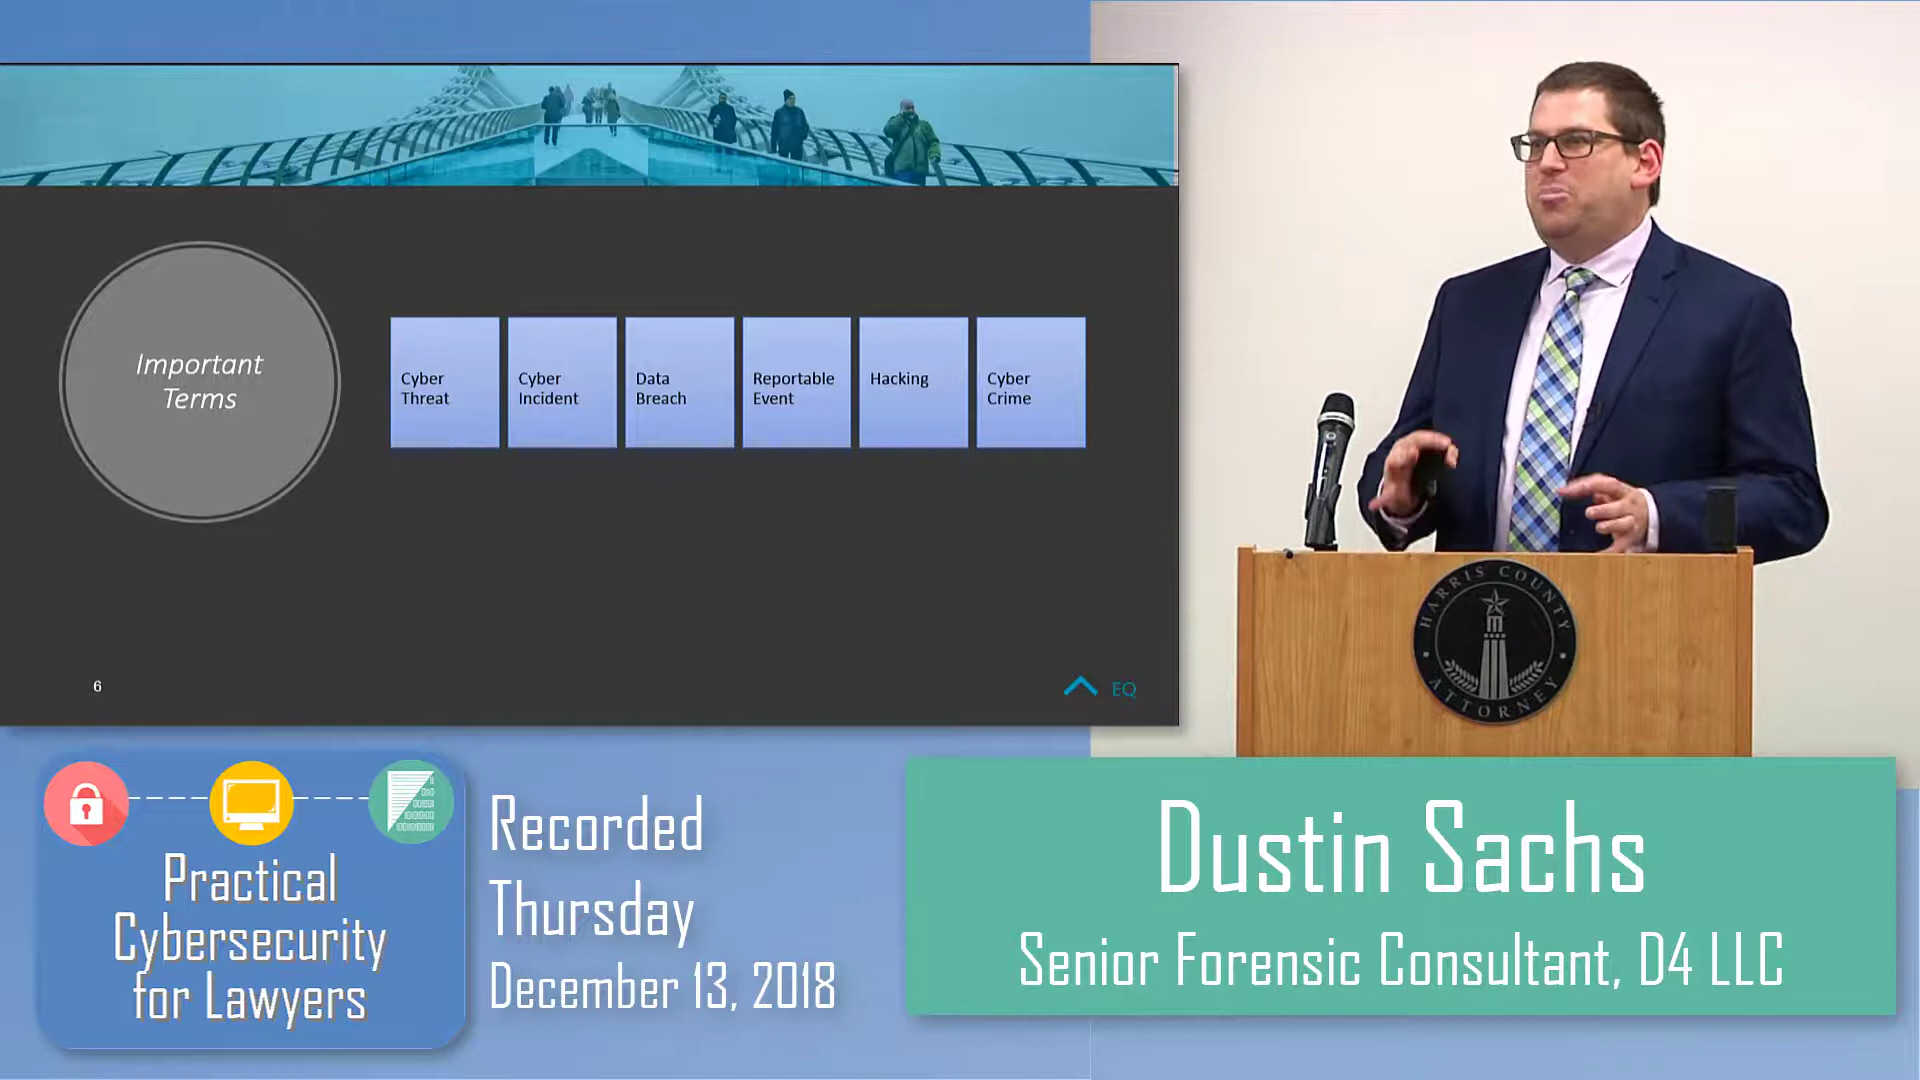 Important
Terms
Cyber
Threat
Cyber
Incident
Data
Breach
Reportable
Event
Hacking
Cyber
Crime
6
EQ
HARRIS COUNTY
ATTORNEY
Practical
Cybersecurity
for Lawyers
Recorded
Thursday
December 13, 2018
Dustin Sachs
Senior Forensic Consultant, D4 LLC